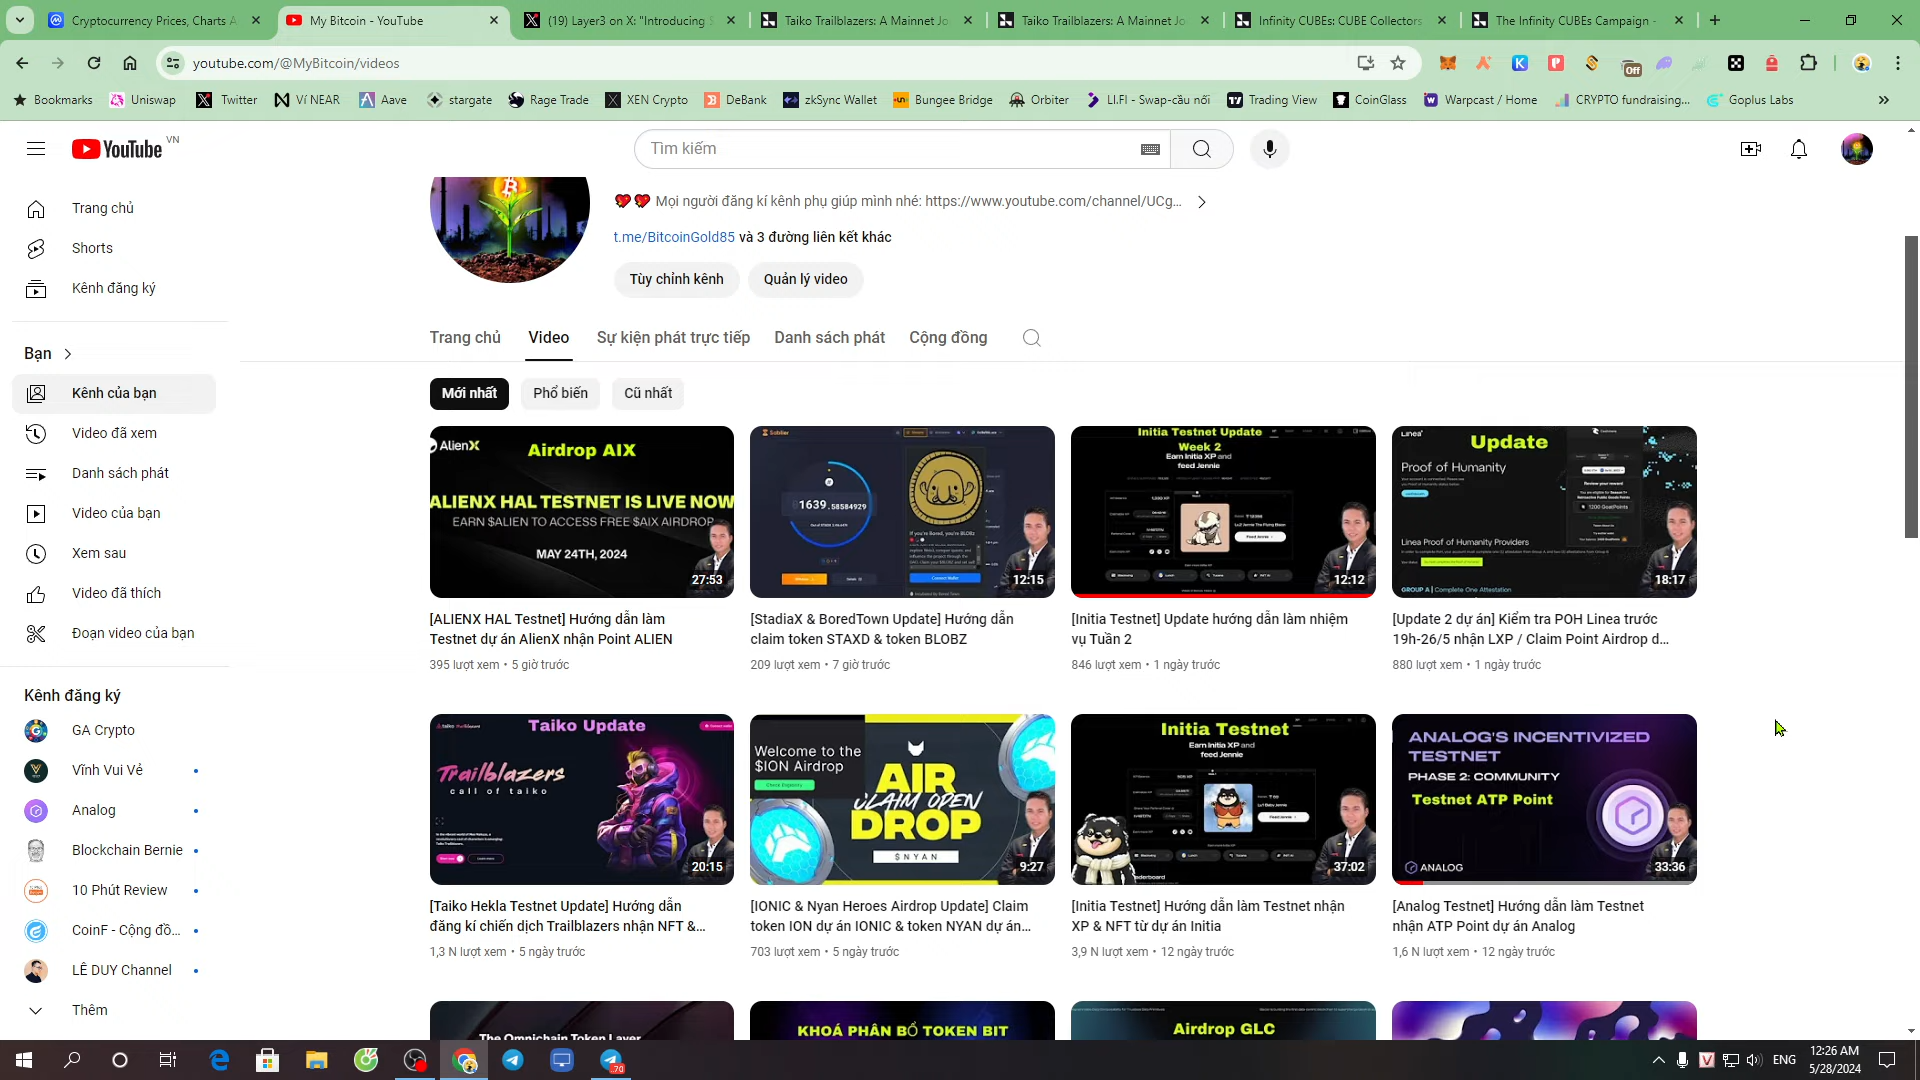 Cryptocurrency Prices, Charts A
My Bitcoin - YouTube
(19) Layer3 on X: "Introducing S
Taiko Trailblazers: A Mainnet Jo
Taiko Trailblazers: A Mainnet Jo
Infinity CUBEs: CUBE Collectors
The Infinity CUBEs Campaign -
youtube.com/@MyBitcoin/videos
Off
Bookmarks
Uniswap
Twitter
Ví NEAR
Aave
stargate
Rage Trade
XEN Crypto
DeBank
zkSync Wallet
Bungee Bridge
Orbiter
LI.FI - Swap-cầu nối
Trading View
CoinGlass
Warpcast / Home
CRYPTO fundraising...
Goplus Labs
YouTube VN
Tìm kiếm
Trang chủ
Shorts
Kênh đăng ký
Bạn
Kênh của bạn
Video đã xem
Danh sách phát
Video của bạn
Xem sau
Video đã thích
Đoạn video của bạn
Kênh đăng ký
GA Crypto
Vĩnh Vui Vẻ
Analog
Blockchain Bernie
10 Phút Review
CoinF - Cộng đồ...
LÊ DUY Channel
Thêm
Mọi người đăng kí kênh phụ giúp mình nhé: https://www.youtube.com/channel/UCg...
t.me/BitcoinGold85 và 3 đường liên kết khác
Tùy chỉnh kênh
Quản lý video
Trang chủ
Video
Sự kiện phát trực tiếp
Danh sách phát
Cộng đồng
Mới nhất
Phổ biến
Cũ nhất
AlienX
Airdrop AIX
ALIENX HAL TESTNET IS LIVE NOW
EARN $ALIEN TO ACCESS FREE $AIX AIRDROP
MAY 24TH, 2024
27:53
[ALIENX HAL Testnet] Hướng dẫn làm
Testnet dự án AlienX nhận Point ALIEN
395 lượt xem • 5 giờ trước
1639.58584929
Connect Wallet
12:15
[StadiaX & BoredTown Update] Hướng dẫn
claim token STAXD & token BLOBZ
209 lượt xem • 7 giờ trước
Initia Testnet Update
Week 2
Earn Initia XP and
feed Jennie
12:12
[Initia Testnet] Update hướng dẫn làm nhiệm
vụ Tuần 2
846 lượt xem • 1 ngày trước
Linea
Update
Proof of Humanity
Review your reward!
Linea Proof of Humanity Providers
GROUP A | Complete One Attestation
18:17
[Update 2 dự án] Kiểm tra POH Linea trước
19h-26/5 nhận LXP / Claim Point Airdrop d...
880 lượt xem • 1 ngày trước
Taiko Update
Trailblazers
call of taiko
20:15
[Taiko Hekla Testnet Update] Hướng dẫn
đăng kí chiến dịch Trailblazers nhận NFT &...
1,3 N lượt xem • 5 ngày trước
Welcome to the
$ION Airdrop
AIR
CLAIM OPEN
DROP
$NYAN
9:27
[IONIC & Nyan Heroes Airdrop Update] Claim
token ION dự án IONIC & token NYAN dự án...
703 lượt xem • 5 ngày trước
Initia Testnet
Earn Initia XP and
feed Jennie
37:02
[Initia Testnet] Hướng dẫn làm Testnet nhận
XP & NFT từ dự án Initia
3,9 N lượt xem • 12 ngày trước
ANALOG'S INCENTIVIZED
TESTNET
PHASE 2: COMMUNITY
Testnet ATP Point
ANALOG
33:36
[Analog Testnet] Hướng dẫn làm Testnet
nhận ATP Point dự án Analog
1,6 N lượt xem • 12 ngày trước
The Omnichain Token Layer
KHOÁ PHÂN BỔ TOKEN BIT
Airdrop GLC
70
ENG
12:26 AM
5/28/2024